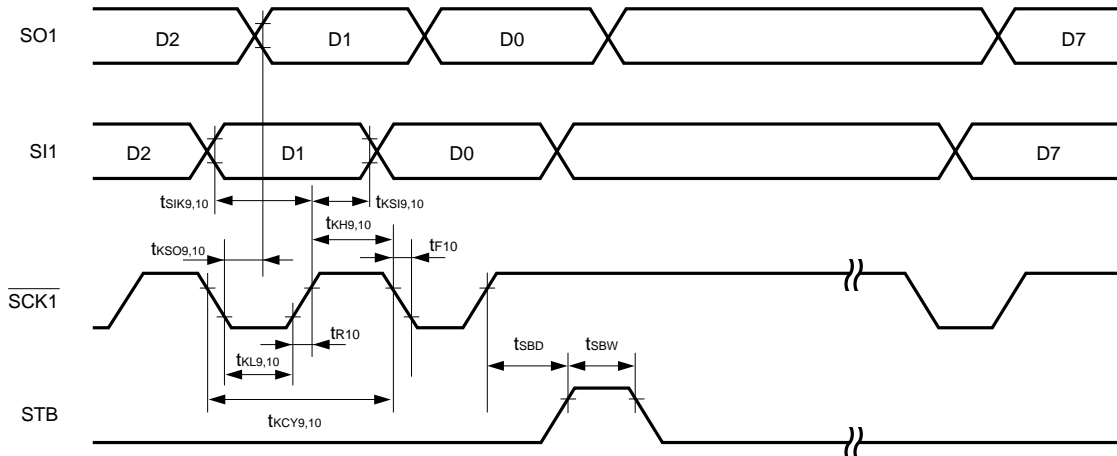 SO1 D2 D1 D0 D7
SI1 D2 D1 D0 D7
tSIK9,10 tKSI9,10
tKH9,10
tKSO9,10 tF10
SCK1
tR10
tKL9,10 tSBD tSBW
STB
tKCY9,10